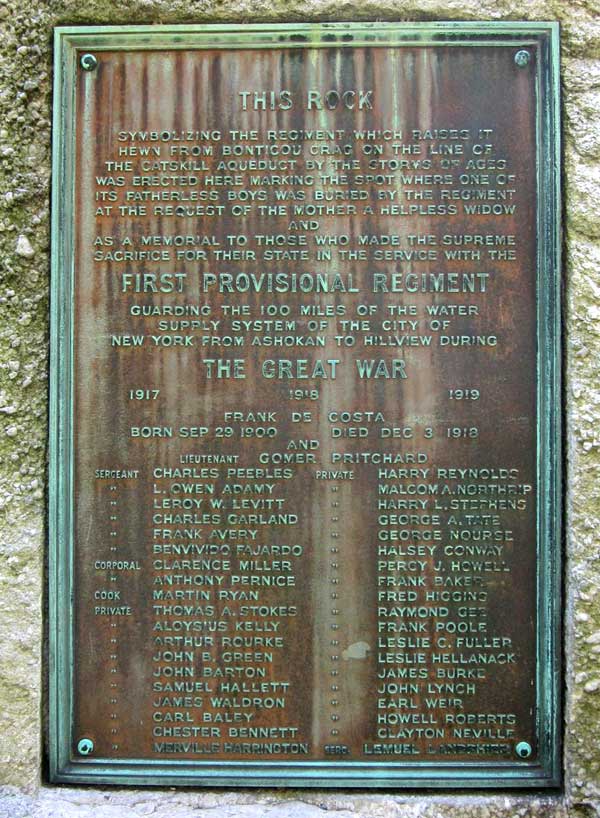 THIS ROCK
SYMBOLIZING THE REGIMENT WHICH RAISES IT
HEWN FROM BONTICOU CRAG ON THE LINE OF
THE CATSKILL AQUEDUCT BY THE STORMS OF AGES
WAS ERECTED HERE MARKING THE SPOT WHERE ONE OF
ITS FATHERLESS BOYS WAS BURIED BY THE REGIMENT
AT THE REQUEST OF THE MOTHER A HELPLESS WIDOW
AND
AS A MEMORIAL TO THOSE WHO MADE THE SUPREME
SACRIFICE FOR THEIR STATE IN THE SERVICE WITH THE
FIRST PROVISIONAL REGIMENT
GUARDING THE 100 MILES OF THE WATER
SUPPLY SYSTEM OF THE CITY OF
NEW YORK FROM ASHOKAN TO HILLVIEW DURING
THE GREAT WAR
1917 1918 1919
FRANK DE COSTA
BORN SEP 29 1900 DIED DEC 3 1918
AND
LIEUTENANT GOMER PRITCHARD
SERGEANT CHARLES PEEBLES PRIVATE HARRY REYNOLDS
" L. OWEN ADAMY " MALCOM A. NORTHRIP
" LEROY W. LEVITT " HARRY L. STEPHENS
" CHARLES GARLAND " GEORGE A. TATE
" FRANK AVERY " GEORGE NOURSE
" BENVIVIDO FAJARDO " HALSEY CONWAY
CORPORAL CLARENCE MILLER " PERCY J. HOWELL
" ANTHONY PERNICE " FRANK BAKER
COOK MARTIN RYAN " FRED HIGGINS
PRIVATE THOMAS A. STOKES " RAYMOND GEE
" ALOYSIUS KELLY " FRANK POOLE
" ARTHUR ROURKE " LESLIE C. FULLER
" JOHN B. GREEN " LESLIE HELLANACK
" JOHN BARTON " JAMES BURKE
" SAMUEL HALLETT " JOHN LYNCH
" JAMES WALDRON " EARL WEIR
" CARL BALEY " HOWELL ROBERTS
" CHESTER BENNETT " CLAYTON NEVILLE
" MERVILLE HARRINGTON SERG. LEMUEL